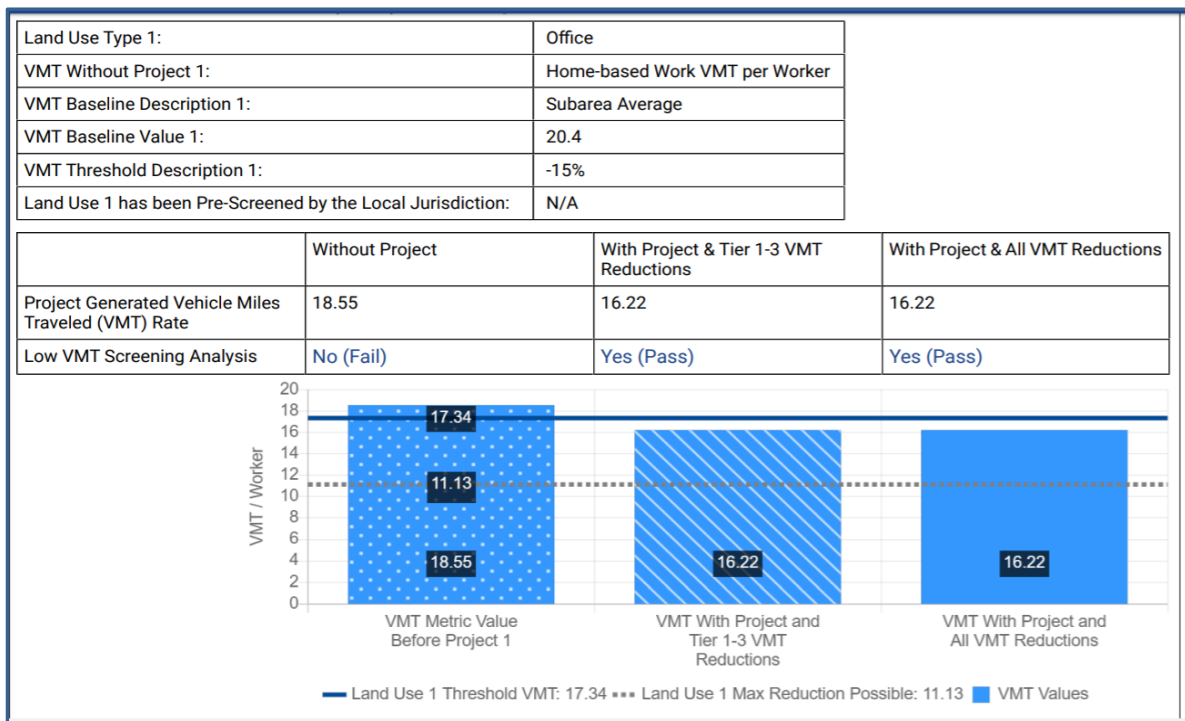 Land Use Type 1: Office
VMT Without Project 1: Home-based Work VMT per Worker
VMT Baseline Description 1: Subarea Average
VMT Baseline Value 1: 20.4
VMT Threshold Description 1: -15%
Land Use 1 has been Pre-Screened by the Local Jurisdiction: N/A
Without Project With Project & Tier 1-3 VMT With Project & All VMT Reductions
Reductions
Project Generated Vehicle Miles 18.55 16.22 16.22
Traveled (VMT) Rate
Low VMT Screening Analysis No (Fail) Yes (Pass) Yes (Pass)
20
18
16
14
12
10
8
6
4
2
0
VMT / Worker
17.34
11.13
18.55 16.22 16.22
VMT Metric Value VMT With Project and VMT With Project and
Before Project 1 Tier 1-3 VMT All VMT Reductions
Reductions
Land Use 1 Threshold VMT: 17.34 Land Use 1 Max Reduction Possible: 11.13 VMT Values